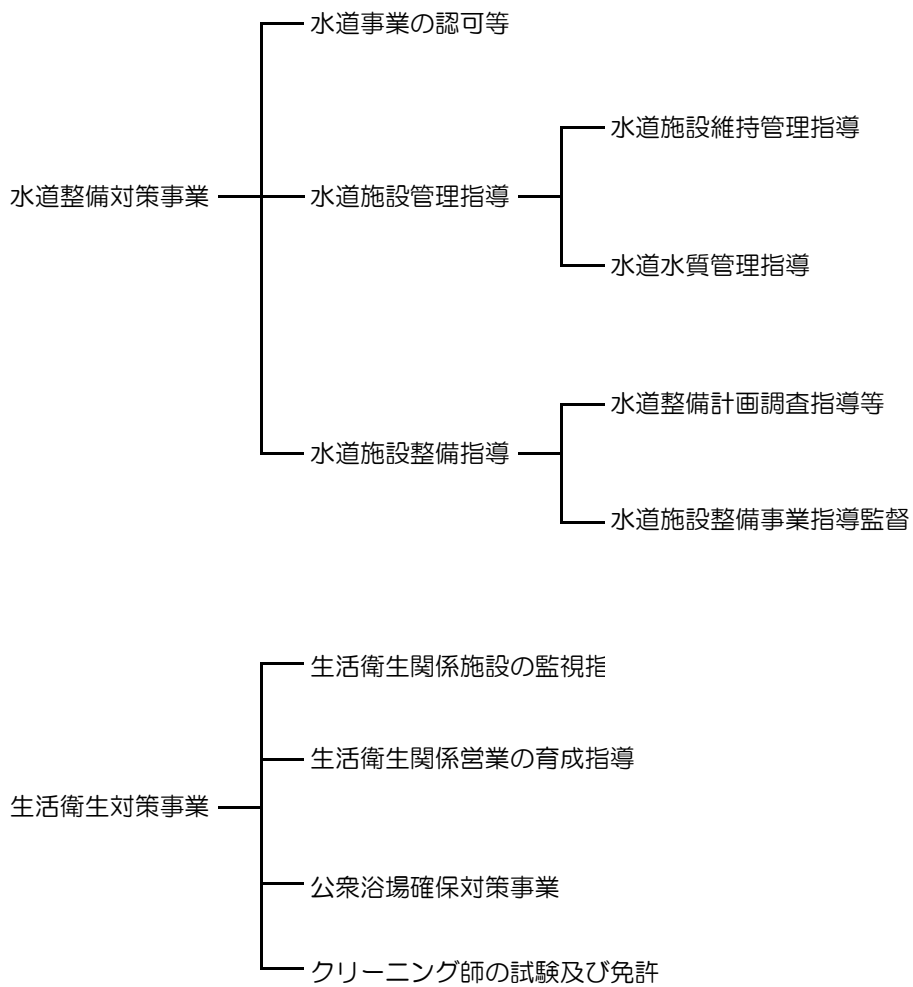 水道事業の認可等
水道施設維持管理指導
水道整備対策事業
水道施設管理指導
水道水質管理指導
水道整備計画調査指導等
水道施設整備指導
水道施設整備事業指導監督
生活衛生関係施設の監視指
生活衛生関係営業の育成指導
生活衛生対策事業
公衆浴場確保対策事業
クリーニング師の試験及び免許